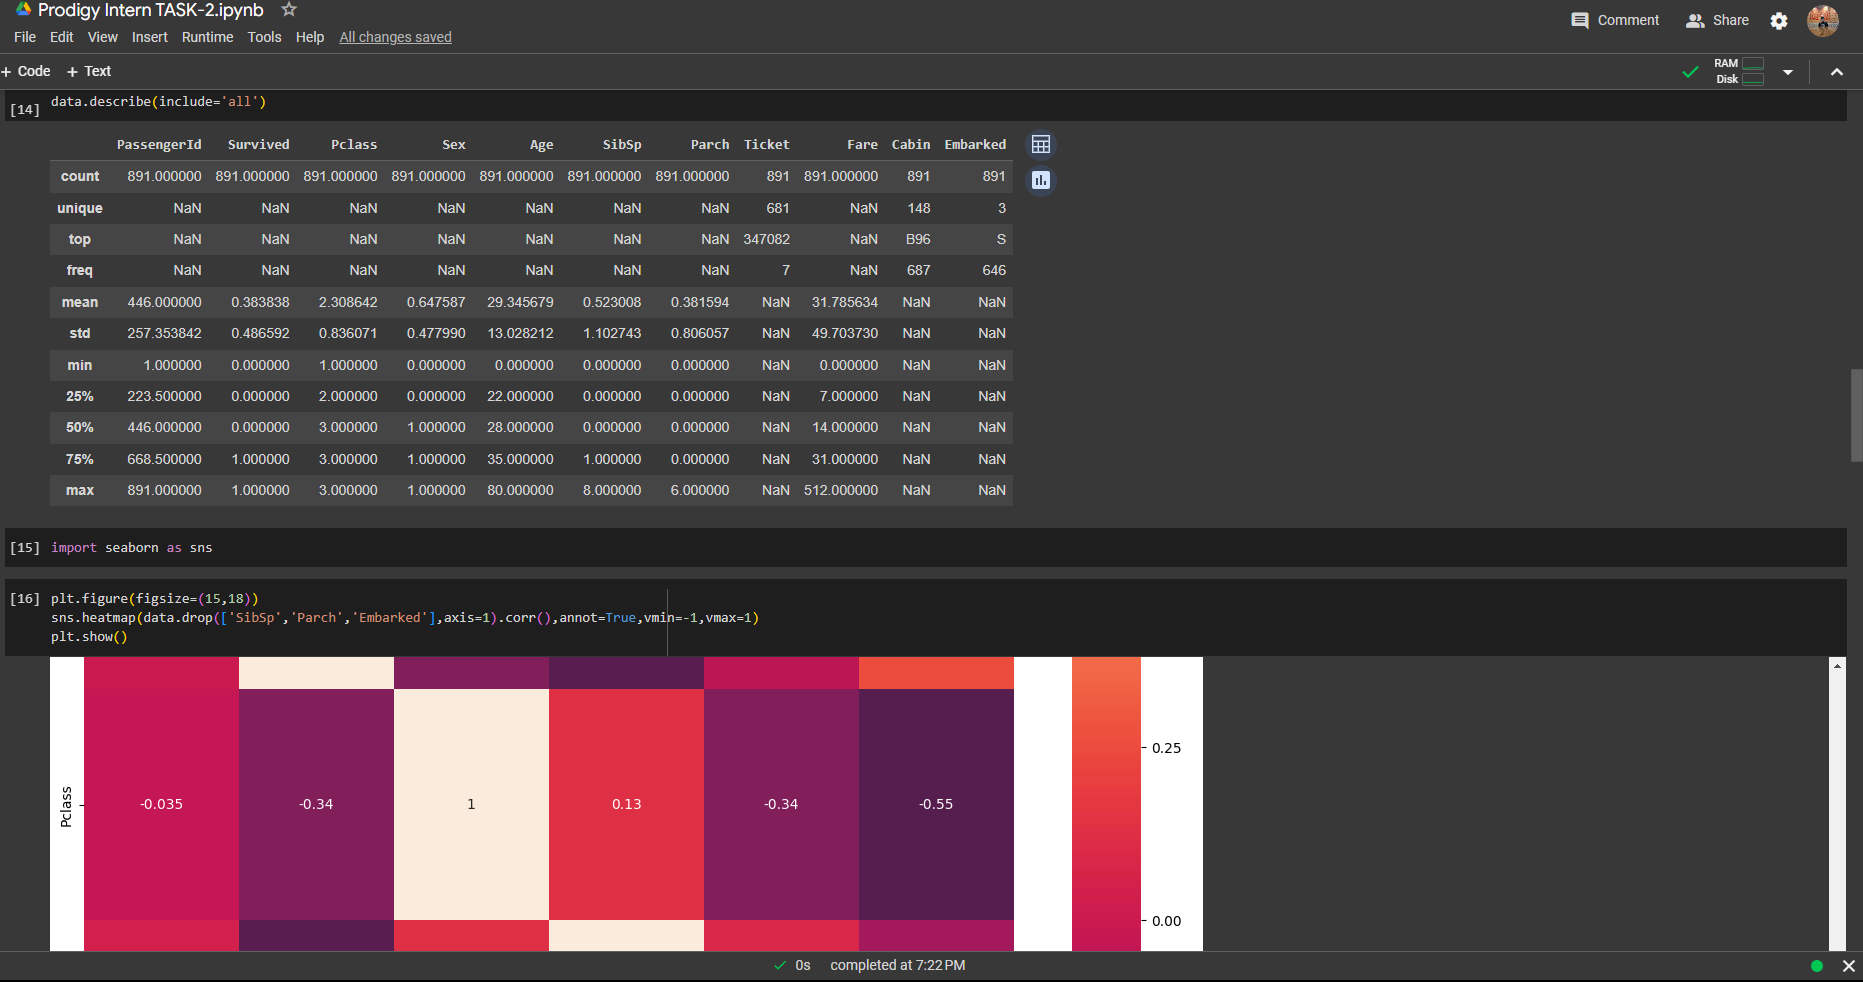 Prodigy Intern TASK-2.ipynb
Comment Share
File Edit View Insert Runtime Tools Help All changes saved
+ Code + Text
RAM
Disk
[14] data.describe(include='all')
PassengerId Survived Pclass Sex Age SibSp Parch Ticket Fare Cabin Embarked
count 891.000000 891.000000 891.000000 891.000000 891.000000 891.000000 891.000000 891 891.000000 891 891
unique NaN NaN NaN NaN NaN NaN NaN 681 NaN 148 3
top NaN NaN NaN NaN NaN NaN NaN 347082 NaN B96 S
freq NaN NaN NaN NaN NaN NaN NaN 7 NaN 687 646
mean 446.000000 0.383838 2.308642 0.647587 29.345679 0.523008 0.381594 NaN 31.785634 NaN NaN
std 257.353842 0.486592 0.836071 0.477990 13.028212 1.102743 0.806057 NaN 49.703730 NaN NaN
min 1.000000 0.000000 1.000000 0.000000 0.000000 0.000000 0.000000 NaN 0.000000 NaN NaN
25% 223.500000 0.000000 2.000000 0.000000 22.000000 0.000000 0.000000 NaN 7.000000 NaN NaN
50% 446.000000 0.000000 3.000000 1.000000 28.000000 0.000000 0.000000 NaN 14.000000 NaN NaN
75% 668.500000 1.000000 3.000000 1.000000 35.000000 1.000000 0.000000 NaN 31.000000 NaN NaN
max 891.000000 1.000000 3.000000 1.000000 80.000000 8.000000 6.000000 NaN 512.000000 NaN NaN
[15] import seaborn as sns
[16] plt.figure(figsize=(15,18))
sns.heatmap(data.drop(['SibSp','Parch','Embarked'],axis=1).corr(),annot=True,vmin=-1,vmax=1)
plt.show()
0.25
Pclass -0.035 -0.34 1 0.13 -0.34 -0.55
0.00
0s completed at 7:22 PM